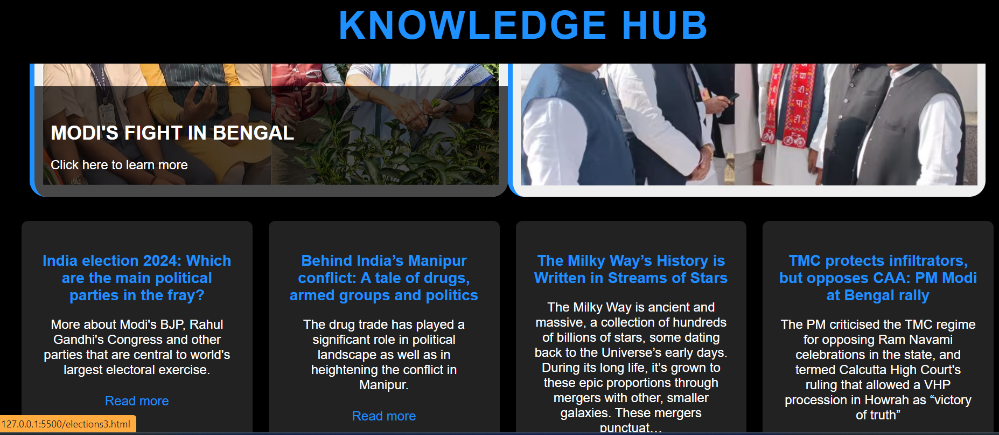 KNOWLEDGE HUB
MODI'S FIGHT IN BENGAL
Click here to learn more
या
दी
पा
टी
India election 2024: Which
are the main political
parties in the fray?
More about Modi's BJP, Rahul
Gandhi's Congress and other
parties that are central to world's
largest electoral exercise.
Read more
Behind India’s Manipur
conflict: A tale of drugs,
armed groups and politics
The drug trade has played a
significant role in political
landscape as well as in
heightening the conflict in
Manipur.
Read more
The Milky Way’s History is
Written in Streams of Stars
The Milky Way is ancient and
massive, a collection of hundreds
of billions of stars, some dating
back to the Universe’s early days.
During its long life, it’s grown to
these epic proportions through
mergers with other, smaller
galaxies. These mergers
punctuat…
TMC protects infiltrators,
but opposes CAA: PM Modi
at Bengal rally
The PM criticised the TMC regime
for opposing Ram Navami
celebrations in the state, and
termed Calcutta High Court's
ruling that allowed a VHP
procession in Howrah as “victory
of truth”
127.0.0.1:5500/elections3.html